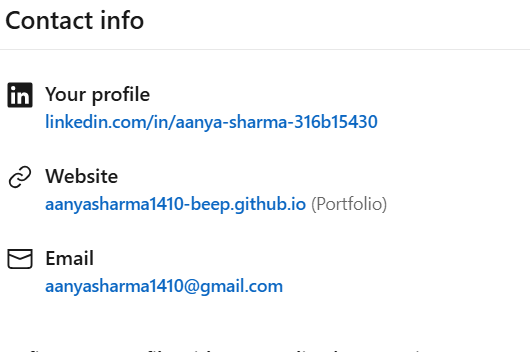 Contact info
in Your profile
linkedin.com/in/aanya-sharma-316b15430
Website
aanyasharma1410-beep.github.io (Portfolio)
Email
aanyasharma1410@gmail.com